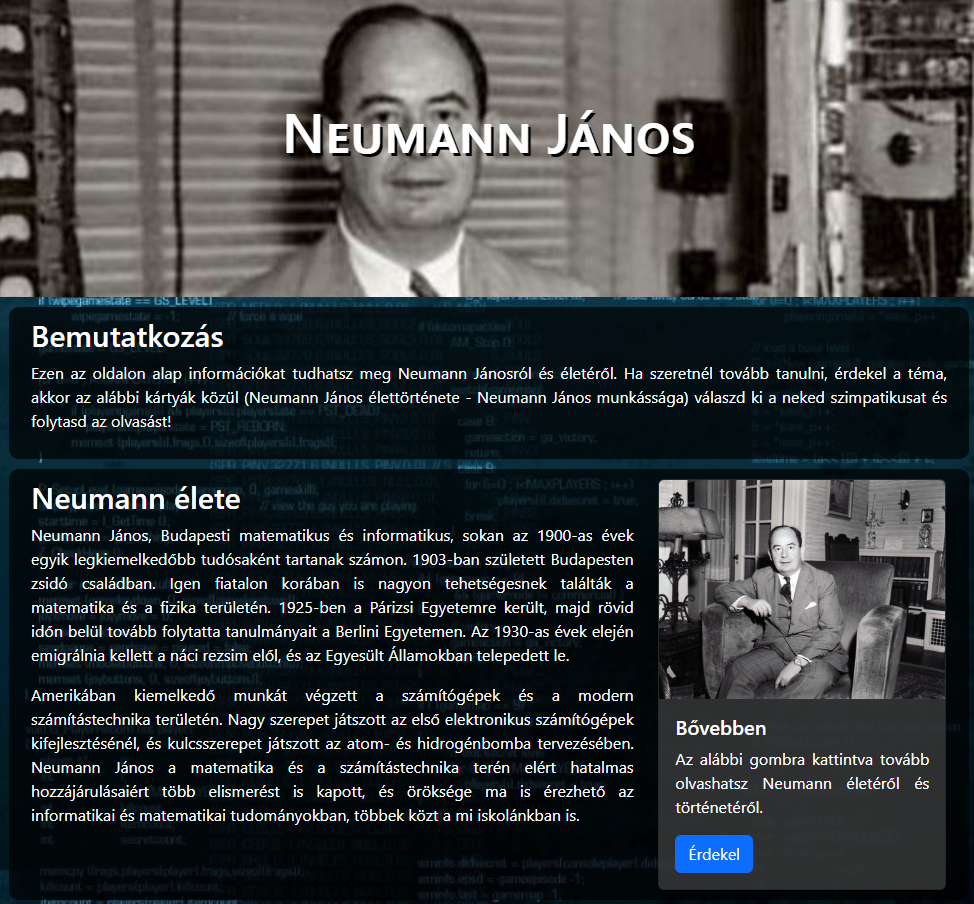 if (wipegamestate == GS_LEVEL)
wipegamestate = -1; // force a wipe
NEUMANN JÁNOS
Bemutatkozás
Ezen az oldalon alap információkat tudhatsz meg Neumann Jánosról és életéről. Ha szeretnél tovább tanulni, érdekel a téma,
akkor az alábbi kártyák közül (Neumann János élettörténete - Neumann János munkássága) válaszd ki a neked szimpatikusat és
folytasd az olvasást!
Neumann élete
Neumann János, Budapesti matematikus és informatikus, sokan az 1900-as évek
egyik legkiemelkedőbb tudósaként tartanak számon. 1903-ban született Budapesten
zsidó családban. Igen fiatalon korában is nagyon tehetségesnek találták a
matematika és a fizika területén. 1925-ben a Párizsi Egyetemre került, majd rövid
időn belül tovább folytatta tanulmányait a Berlini Egyetemen. Az 1930-as évek elején
emigrálnia kellett a náci rezsim elől, és az Egyesült Államokban telepedett le.
Amerikában kiemelkedő munkát végzett a számítógépek és a modern
számítástechnika területén. Nagy szerepet játszott az első elektronikus számítógépek
kifejlesztésénél, és kulcsszerepet játszott az atom- és hidrogénbomba tervezésében.
Neumann János a matematika és a számítástechnika terén elért hatalmas
hozzájárulásaiért több elismerést is kapott, és öröksége ma is érezhető az
informatikai és matematikai tudományokban, többek közt a mi iskolánkban is.
Bővebben
Az alábbi gombra kattintva tovább
olvashatsz Neumann életéről és
történetéről.
Érdekel